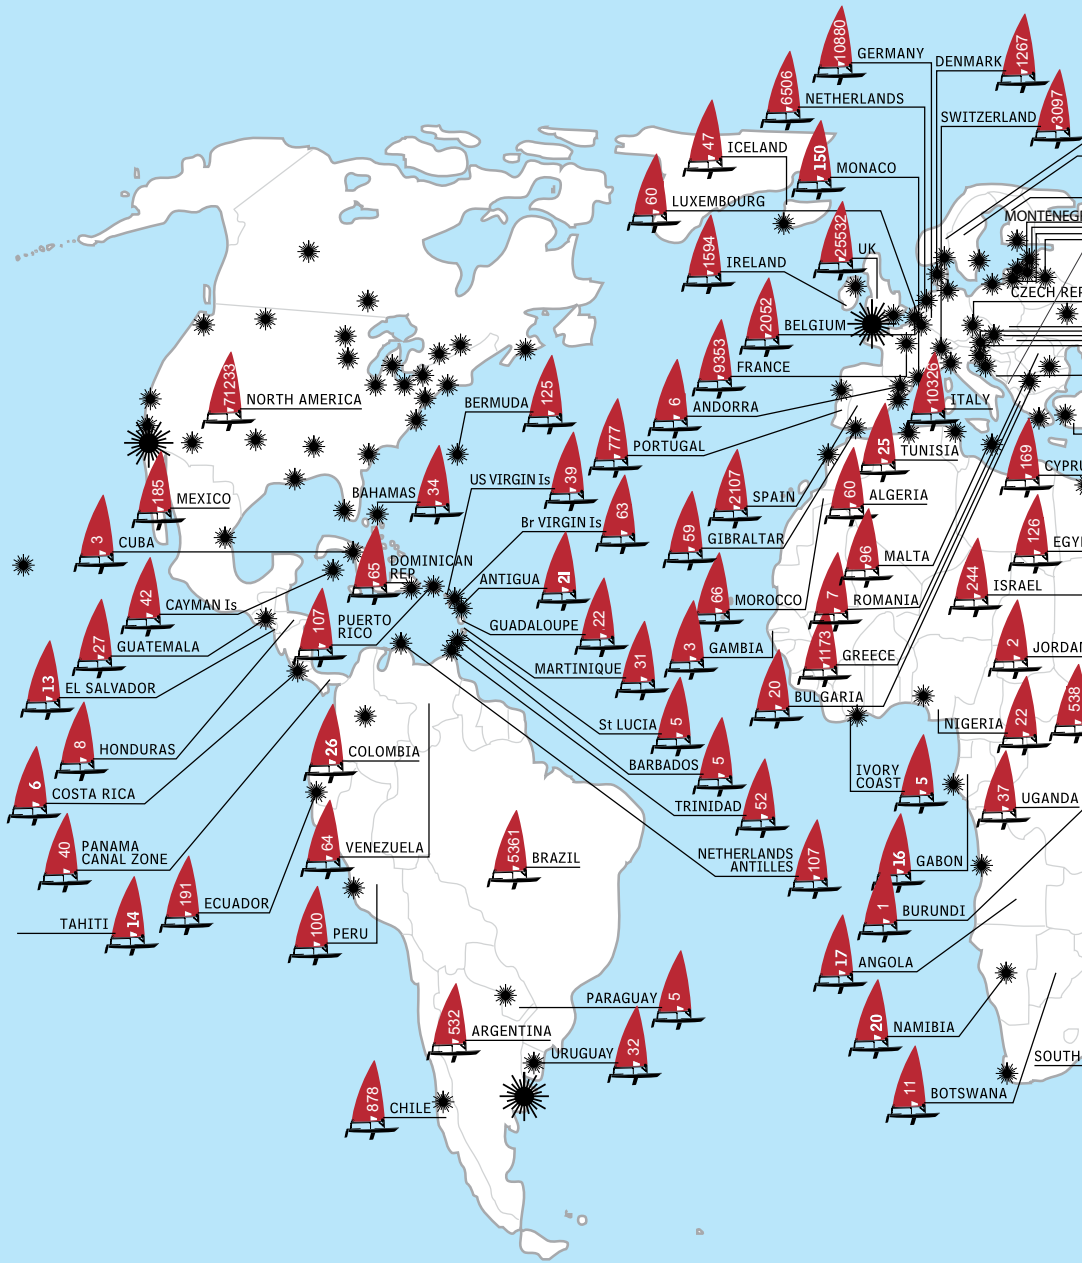 10880
GERMANY
1267
DENMARK
6506
NETHERLANDS
3097
SWITZERLAND
47
ICELAND
150
MONACO
60
LUXEMBOURG
MONTENEG
25532
UK
1594
IRELAND
CZECH REP
2052
BELGIUM
9353
FRANCE
71233
NORTH AMERICA
125
BERMUDA
6
ANDORRA
10326
ITALY
777
PORTUGAL
25
TUNISIA
169
CYPRU
185
MEXICO
34
BAHAMAS
39
US VIRGIN Is
2107
SPAIN
60
ALGERIA
3
CUBA
63
Br VIRGIN Is
59
GIBRALTAR
126
EGY
96
MALTA
65
DOMINICAN
REP
21
ANTIGUA
244
ISRAEL
42
CAYMAN Is
66
MOROCCO
7
ROMANIA
27
GUATEMALA
107
PUERTO
RICO
22
GUADALOUPE
3
GAMBIA
1173
GREECE
2
JORDAN
13
EL SALVADOR
31
MARTINIQUE
20
BULGARIA
538
8
HONDURAS
26
COLOMBIA
5
St LUCIA
22
NIGERIA
6
COSTA RICA
5
BARBADOS
5
IVORY
COAST
37
UGANDA
52
TRINIDAD
40
PANAMA
CANAL ZONE
64
VENEZUELA
5361
BRAZIL
107
NETHERLANDS
ANTILLES
16
GABON
191
ECUADOR
1
BURUNDI
14
TAHITI
100
PERU
17
ANGOLA
5
PARAGUAY
532
ARGENTINA
20
NAMIBIA
32
URUGUAY
SOUTH
11
BOTSWANA
878
CHILE